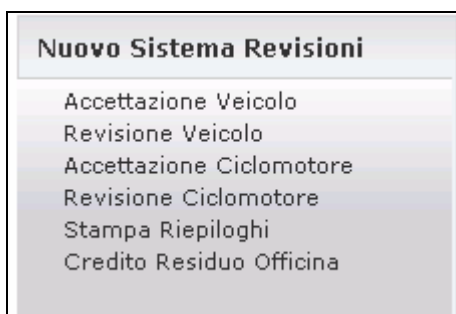 Nuovo Sistema Revisioni
Accettazione Veicolo
Revisione Veicolo
Accettazione Ciclomotore
Revisione Ciclomotore
Stampa Riepiloghi
Credito Residuo Officina